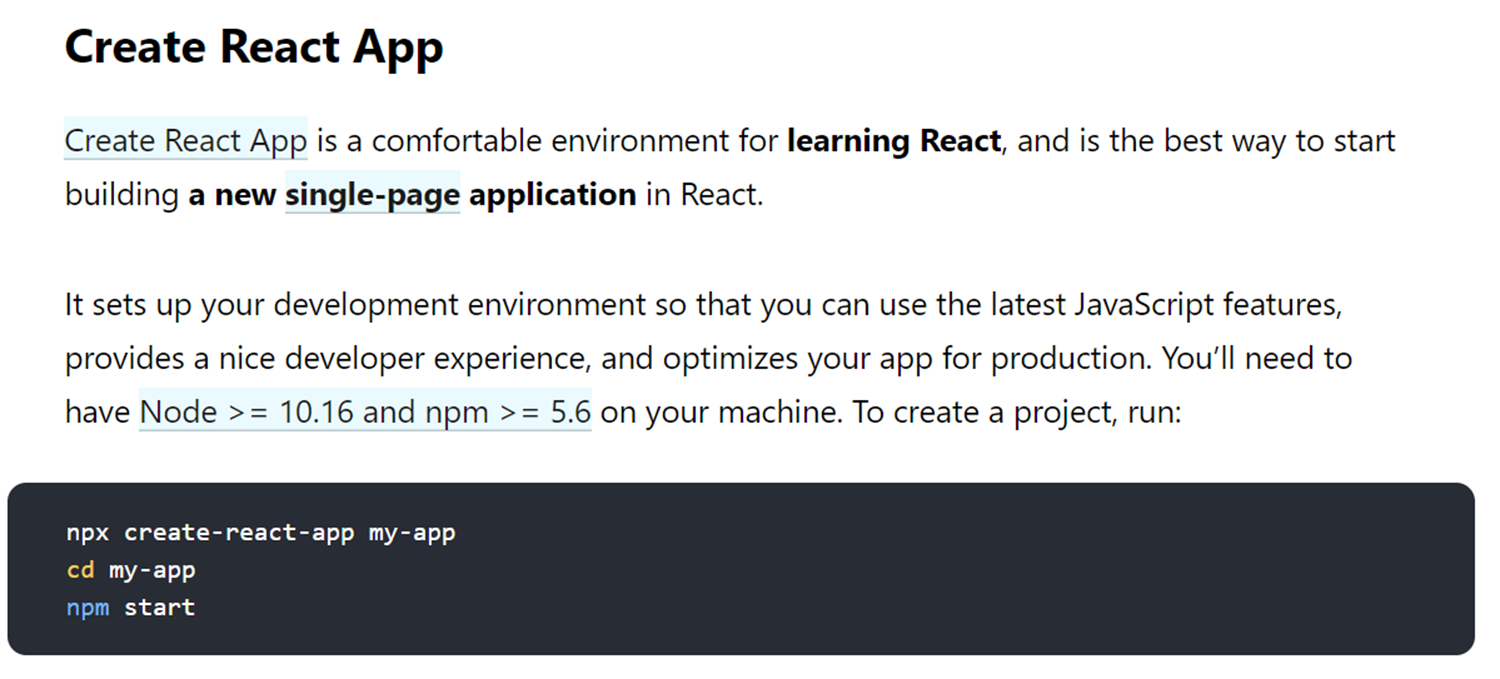 Create React App
Create React App is a comfortable environment for learning React, and is the best way to start
building a new single-page application in React.
It sets up your development environment so that you can use the latest JavaScript features,
provides a nice developer experience, and optimizes your app for production. You’ll need to
have Node >= 10.16 and npm >= 5.6 on your machine. To create a project, run:
npx create-react-app my-app
cd my-app
npm start